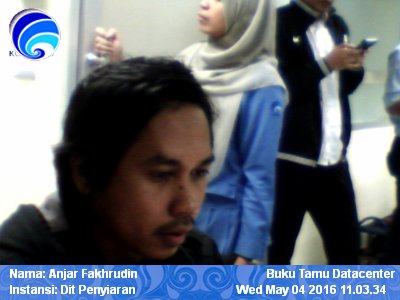 Nama: Anjar Fakhrudin
Buku Tamu Datacenter
Instansi: Dit Penyiaran
Wed May 04 2016 11.03.34